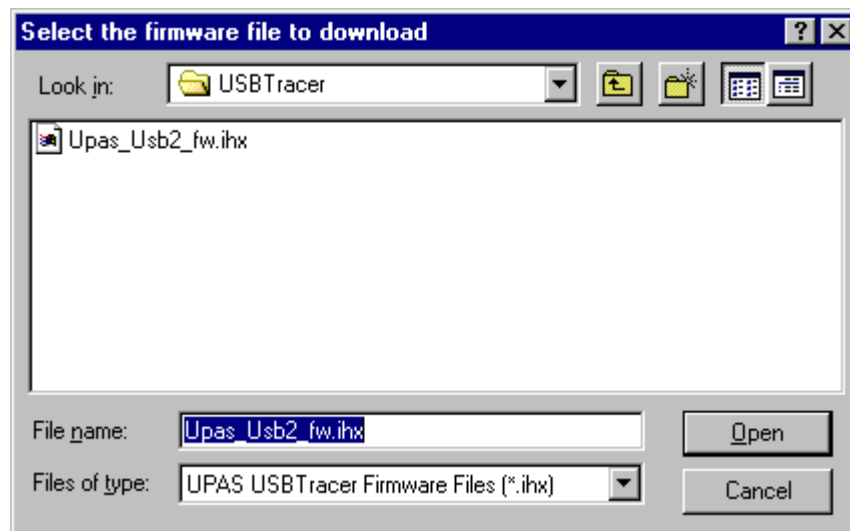 Select the firmware file to download
Look in: USBTracer
Upas_Usb2_fw.ihx
File name: Upas_Usb2_fw.ihx Open
Files of type: UPAS USBTracer Firmware Files (*.ihx) Cancel